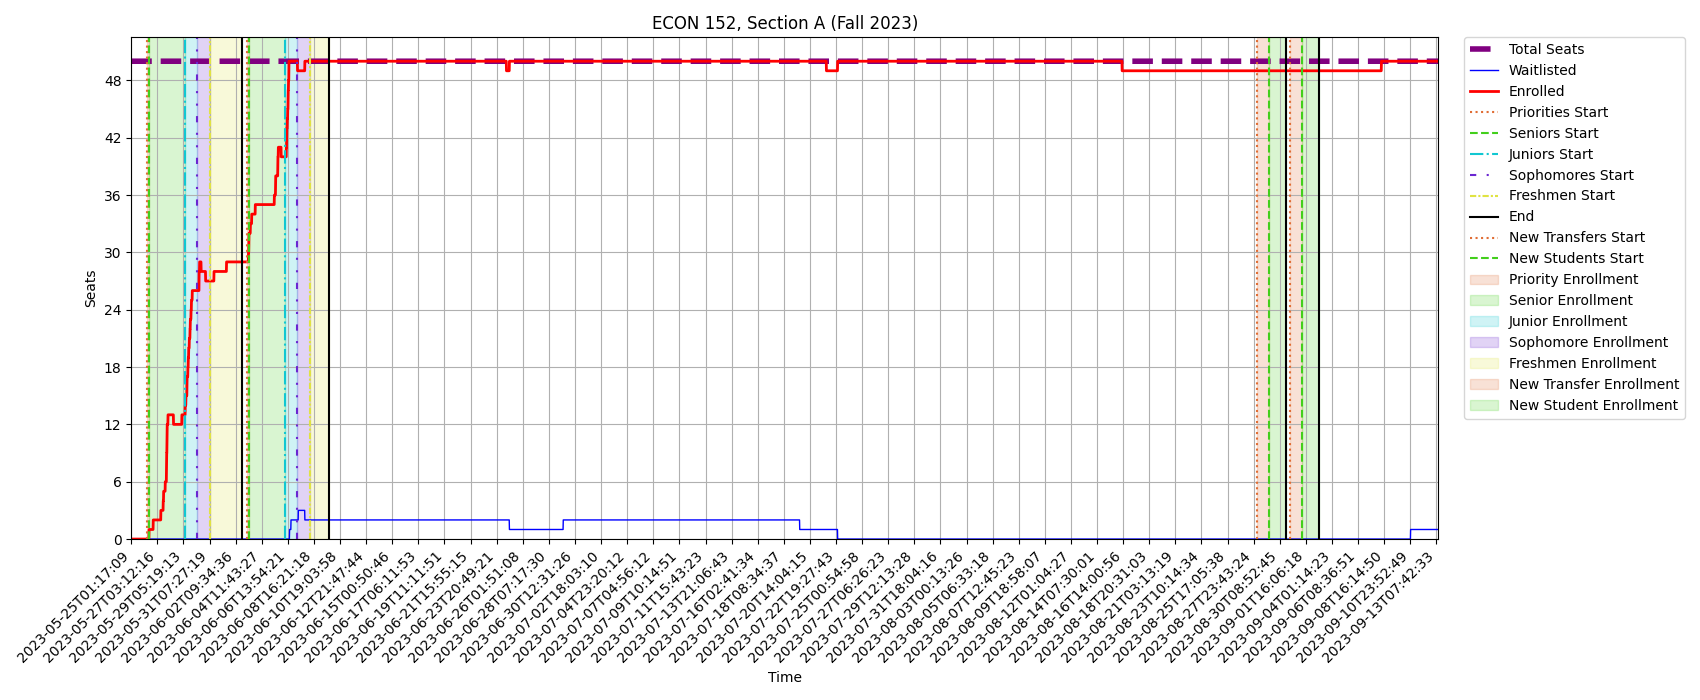 ECON 152, Section A (Fall 2023)
Seats
48
42
36
30
24
18
12
6
0
2023-05-25T01:17:09
2023-05-27T03:12:16
2023-05-29T05:19:13
2023-05-31T07:27:19
2023-06-02T09:34:36
2023-06-04T11:43:27
2023-06-06T13:54:21
2023-06-08T16:21:18
2023-06-10T19:03:58
2023-06-12T21:47:44
2023-06-15T00:50:46
2023-06-17T06:11:53
2023-06-19T11:11:51
2023-06-21T15:55:15
2023-06-23T20:49:21
2023-06-26T01:51:08
2023-06-28T07:17:30
2023-06-30T12:31:26
2023-07-02T18:03:10
2023-07-04T23:20:12
2023-07-07T04:56:12
2023-07-09T10:14:51
2023-07-11T15:43:23
2023-07-13T21:06:43
2023-07-16T02:41:34
2023-07-18T08:34:37
2023-07-20T14:04:15
2023-07-22T19:27:43
2023-07-25T00:54:58
2023-07-27T06:26:23
2023-07-29T12:13:28
2023-07-31T18:04:16
2023-08-03T00:13:26
2023-08-05T06:33:18
2023-08-07T12:45:23
2023-08-09T18:58:07
2023-08-12T01:04:27
2023-08-14T07:30:01
2023-08-16T14:00:56
2023-08-18T20:31:03
2023-08-21T03:13:19
2023-08-23T10:14:34
2023-08-25T17:05:38
2023-08-27T23:43:24
2023-08-30T08:52:45
2023-09-01T16:06:18
2023-09-04T01:14:23
2023-09-06T08:36:51
2023-09-08T16:14:50
2023-09-10T23:52:49
2023-09-13T07:42:33
Time
Total Seats
Waitlisted
Enrolled
Priorities Start
Seniors Start
Juniors Start
Sophomores Start
Freshmen Start
End
New Transfers Start
New Students Start
Priority Enrollment
Senior Enrollment
Junior Enrollment
Sophomore Enrollment
Freshmen Enrollment
New Transfer Enrollment
New Student Enrollment